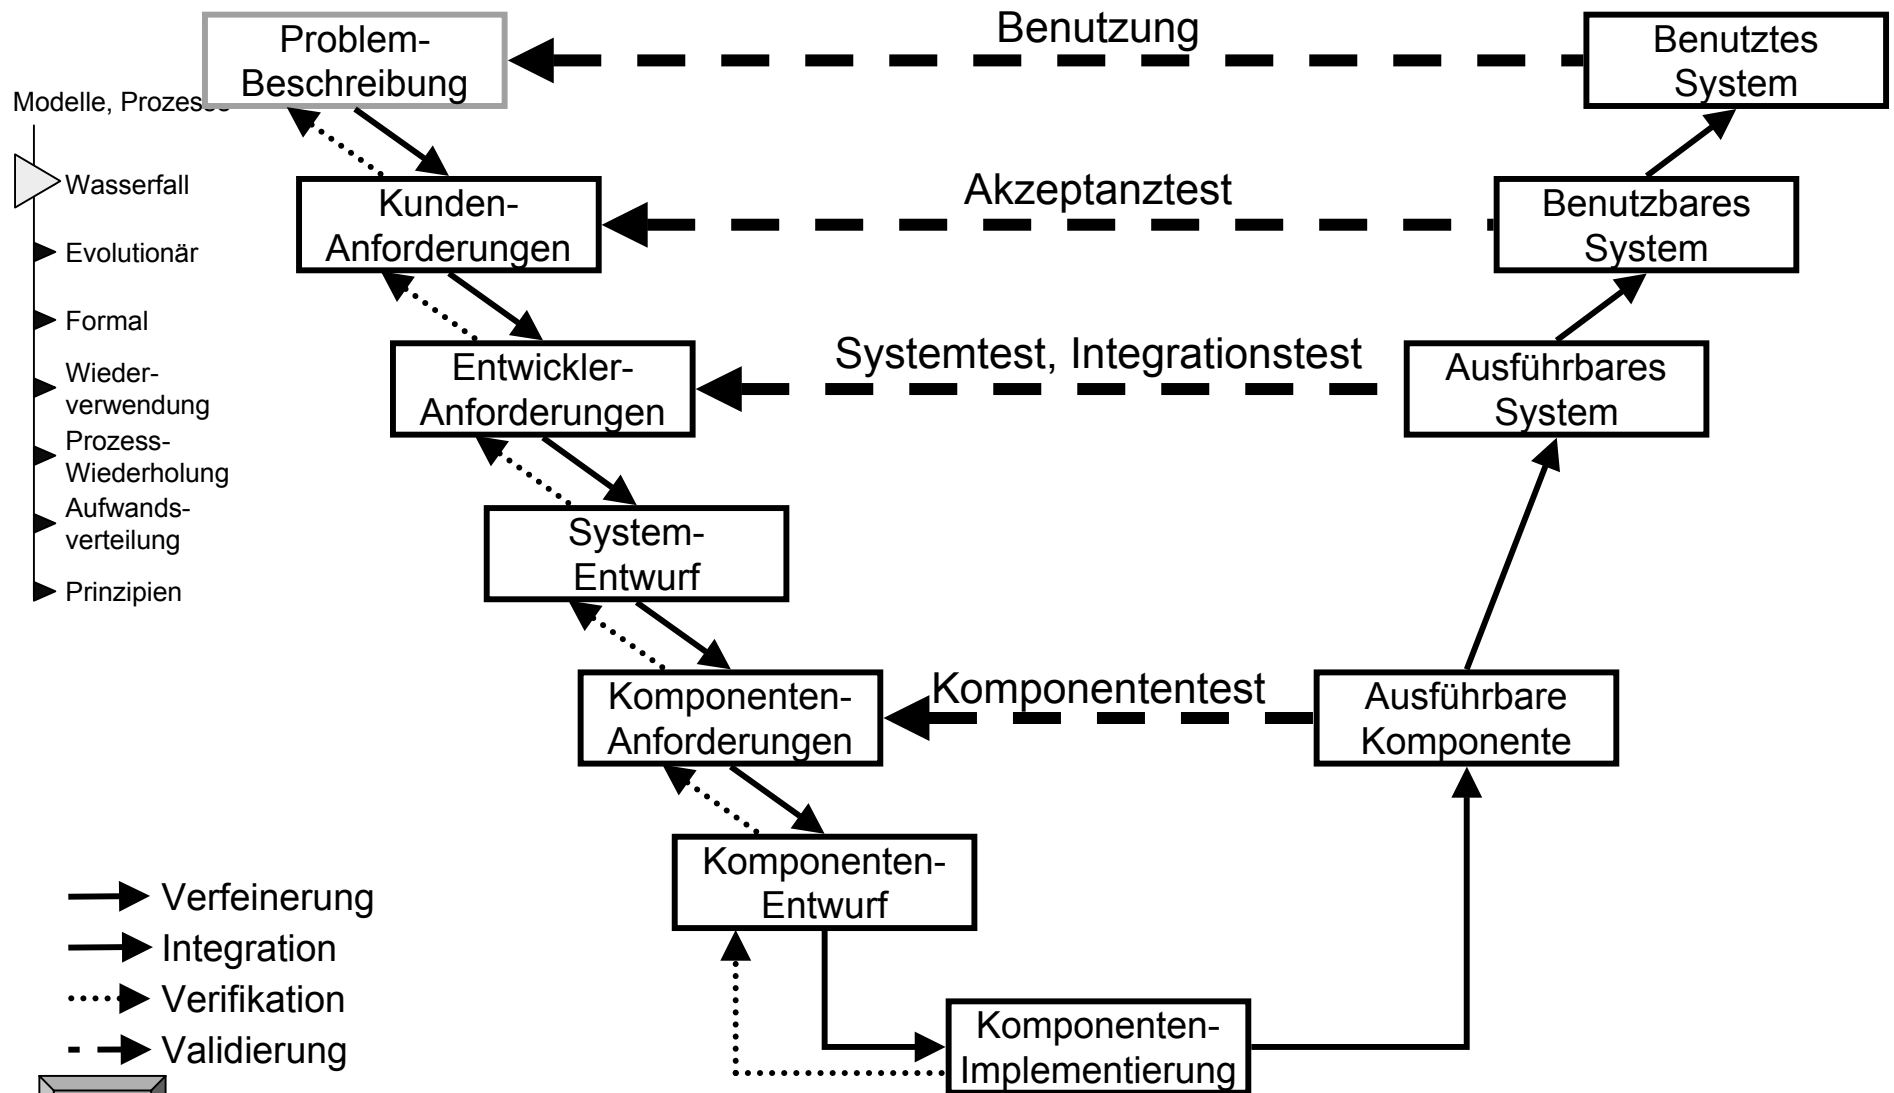 Problem-
Beschreibung
Benutzung
Benutztes
System
Modelle, Prozesse
Wasserfall
Evolutionär
Formal
Wieder-
verwendung
Prozess-
Wiederholung
Aufwands-
verteilung
Prinzipien
Kunden-
Anforderungen
Akzeptanztest
Benutzbares
System
Entwickler-
Anforderungen
Systemtest, Integrationstest
Ausführbares
System
System-
Entwurf
Komponenten-
Anforderungen
Komponententest
Ausführbare
Komponente
Komponenten-
Entwurf
Komponenten-
Implementierung
Verfeinerung
Integration
Verifikation
Validierung